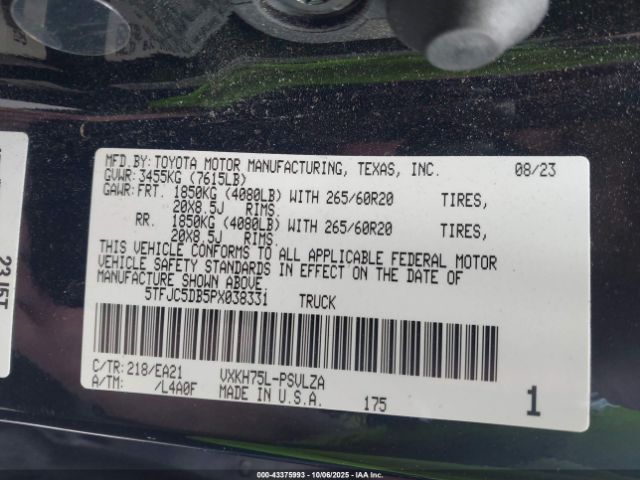 MFD.BY:TOYOTA MOTOR MANUFACTURING, TEXAS, INC. 08/23
GVWR:3455KG (7615LB)
GAWR:FRT. 1850KG (4080LB) WITH 265/60R20 TIRES,
20X8.5J RIMS.
RR. 1850KG (4080LB) WITH 265/60R20 TIRES,
20X8.5J RIMS.
THIS VEHICLE CONFORMS TO ALL APPLICABLE FEDERAL MOTOR
VEHICLE SAFETY STANDARDS IN EFFECT ON THE DATE OF
MANUFACTURE SHOWN ABOVE.
5TFJC5DB5PX038331 TRUCK
C/TR:218/EA21 VXKH75L-PSVLZA
A/TM: /L4A0F MADE IN U.S.A. 175 1
00-43375993 - 10/06/2025 - IAA Inc.